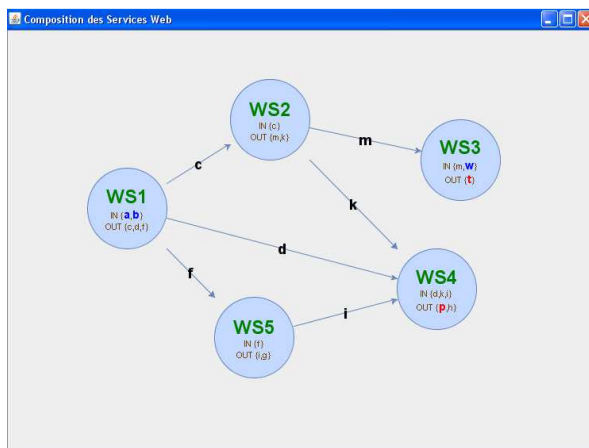 Composition des Services Web
WS2
IN {c}
OUT {m,k}
m
WS3
IN {m,w}
OUT {t}
c
WS1
IN {a,b}
OUT {c,d,f}
k
d
f
WS4
IN {d,k,i}
OUT {p,h}
i
WS5
IN {f}
OUT {i,g}